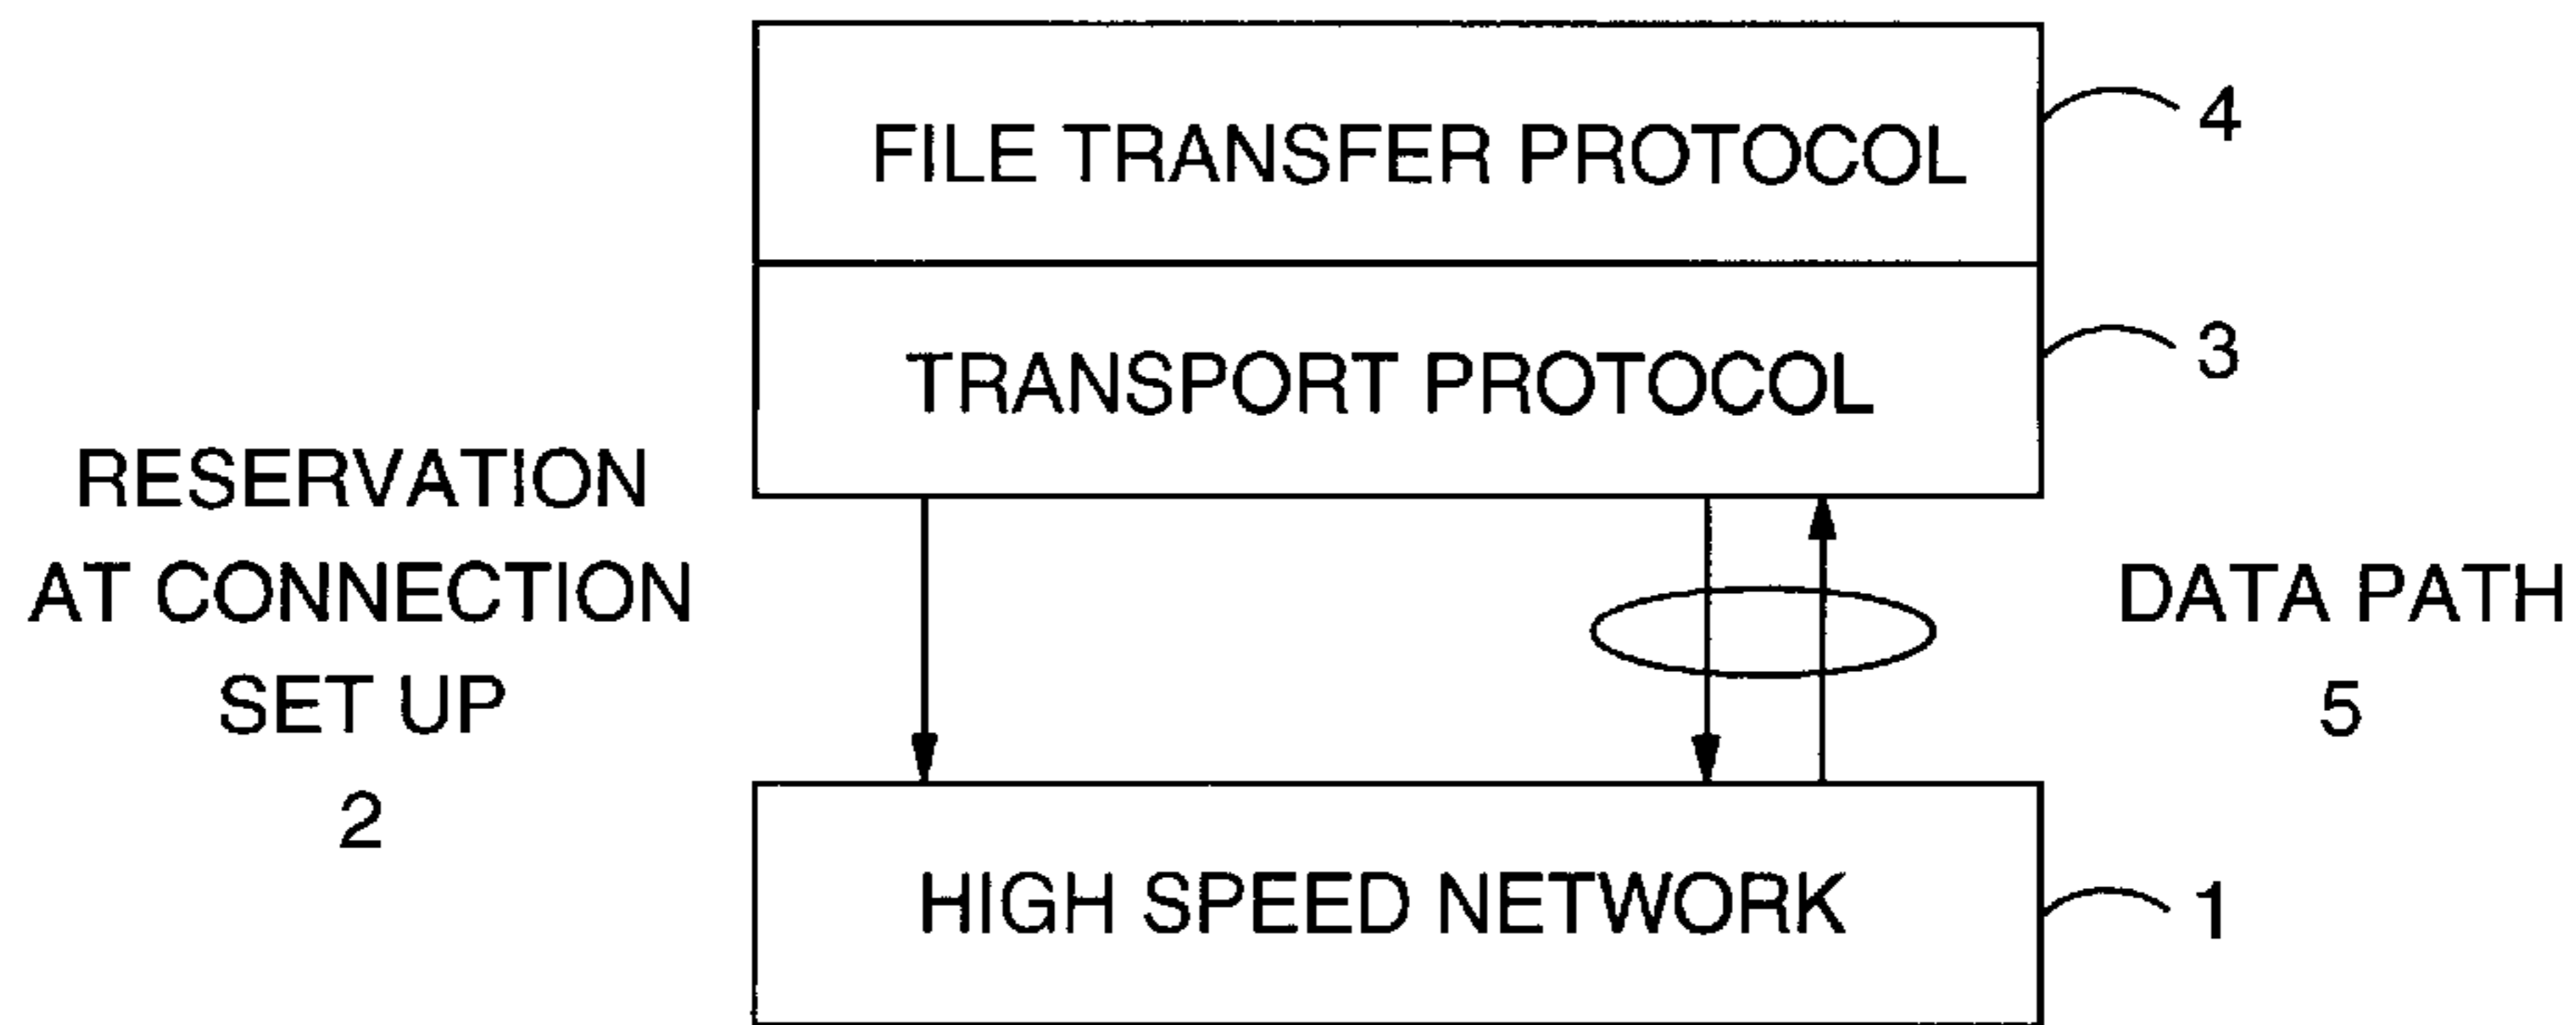 FILE TRANSFER PROTOCOL
4
TRANSPORT PROTOCOL
3
RESERVATION
AT CONNECTION
SET UP
2
DATA PATH
5
HIGH SPEED NETWORK
1